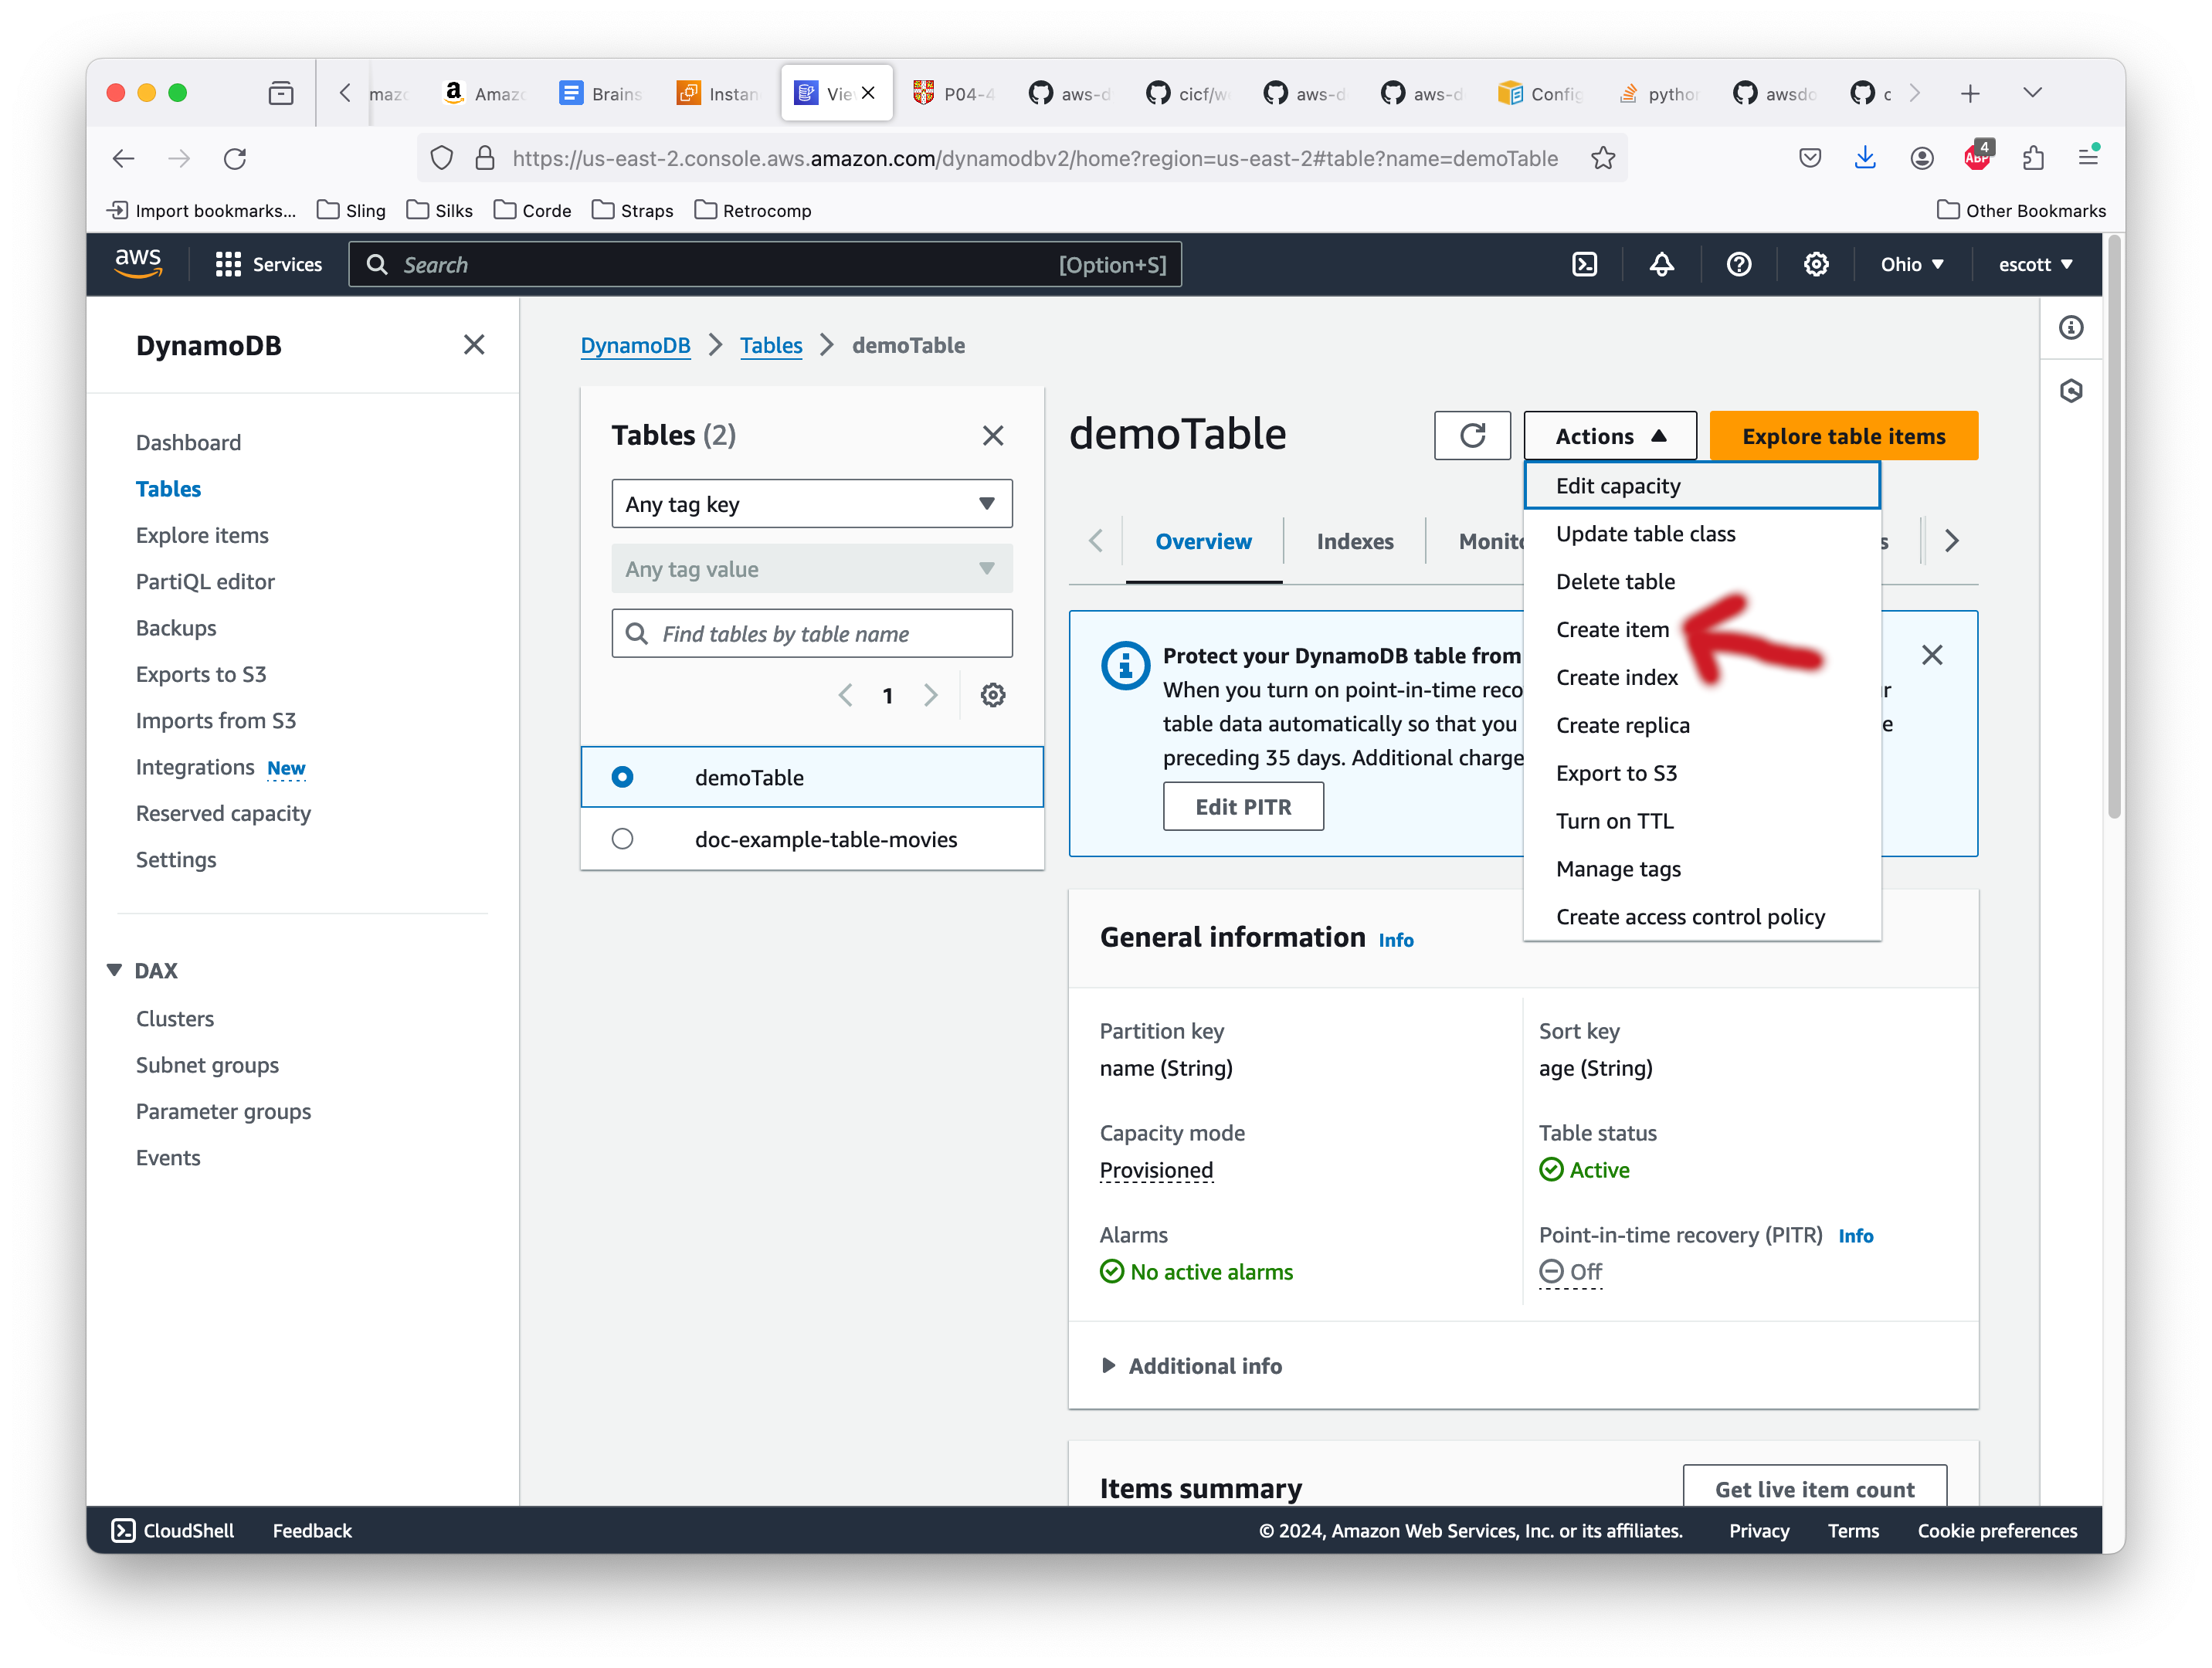 Amaz
Brains
Instan
Vie
P04-4
aws-d
cicf/w
aws-d
aws-d
Config
python
awsdo
c
https://us-east-2.console.aws.amazon.com/dynamodbv2/home?region=us-east-2#table?name=demoTable
4
ABP
Import bookmarks...
Sling
Silks
Corde
Straps
Retrocomp
Other Bookmarks
aws
Services
Search
[Option+S]
Ohio
escott
DynamoDB
Dashboard
Tables
Explore items
PartiQL editor
Backups
Exports to S3
Imports from S3
Integrations New
Reserved capacity
Settings
DAX
Clusters
Subnet groups
Parameter groups
Events
DynamoDB
Tables
demoTable
Tables (2)
Any tag key
Any tag value
Find tables by table name
1
demoTable
doc-example-table-movies
demoTable
Actions
Explore table items
Edit capacity
Update table class
Delete table
Create item
Create index
Create replica
Export to S3
Turn on TTL
Manage tags
Create access control policy
Overview
Indexes
Monito
s
Protect your DynamoDB table from
When you turn on point-in-time reco
r
table data automatically so that you
e
preceding 35 days. Additional charge
Edit PITR
General information Info
Partition key
name (String)
Sort key
age (String)
Capacity mode
Provisioned
Table status
Active
Alarms
No active alarms
Point-in-time recovery (PITR) Info
Off
Additional info
Items summary
Get live item count
CloudShell
Feedback
© 2024, Amazon Web Services, Inc. or its affiliates.
Privacy
Terms
Cookie preferences